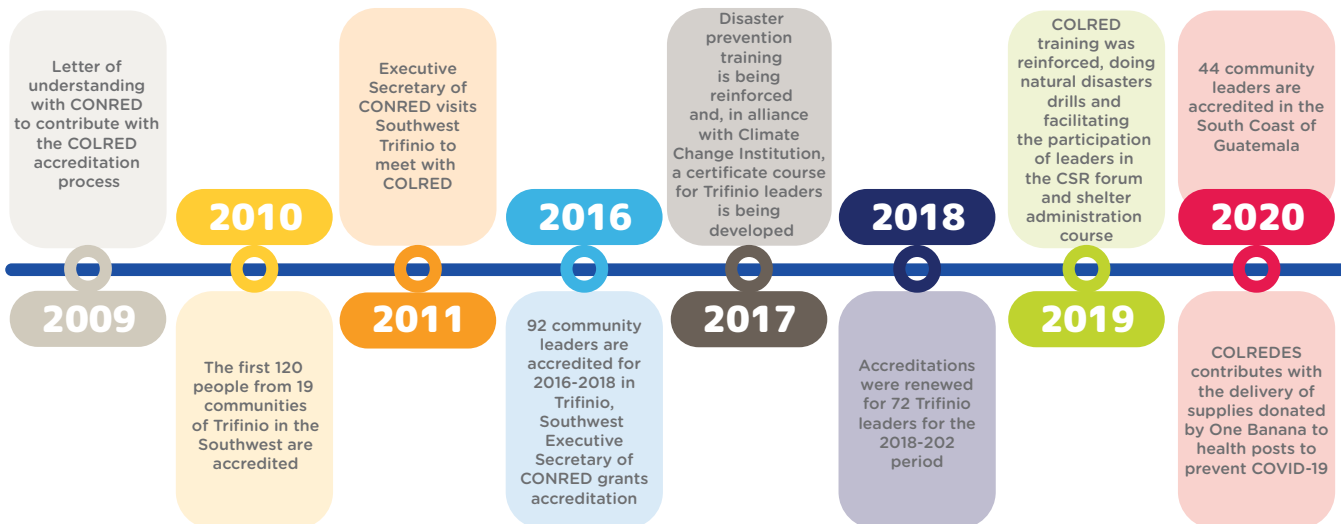 Letter of
understanding
with CONRED
to contribute with
the COLRED
accreditation
process
2009
2010
The first 120
people from 19
communities
of Trifinio in the
Southwest are
accredited
Executive
Secretary of
CONRED visits
Southwest
Trifinio to
meet with
COLRED
2011
2016
92 community
leaders are
accredited for
2016-2018 in
Trifinio,
Southwest
Executive
Secretary of
CONRED grants
accreditation
Disaster
prevention
training
is being
reinforced
and, in alliance
with Climate
Change Institution,
a certificate course
for Trifinio leaders
is being
developed
2017
2018
Accreditations
were renewed
for 72 Trifinio
leaders for the
2018-202
period
COLRED
training was
reinforced, doing
natural disasters
drills and
facilitating
the participation
of leaders in
the CSR forum
and shelter
administration
course
2019
44 community
leaders are
accredited in the
South Coast of
Guatemala
2020
COLREDES
contributes with
the delivery of
supplies donated
by One Banana to
health posts to
prevent COVID-19